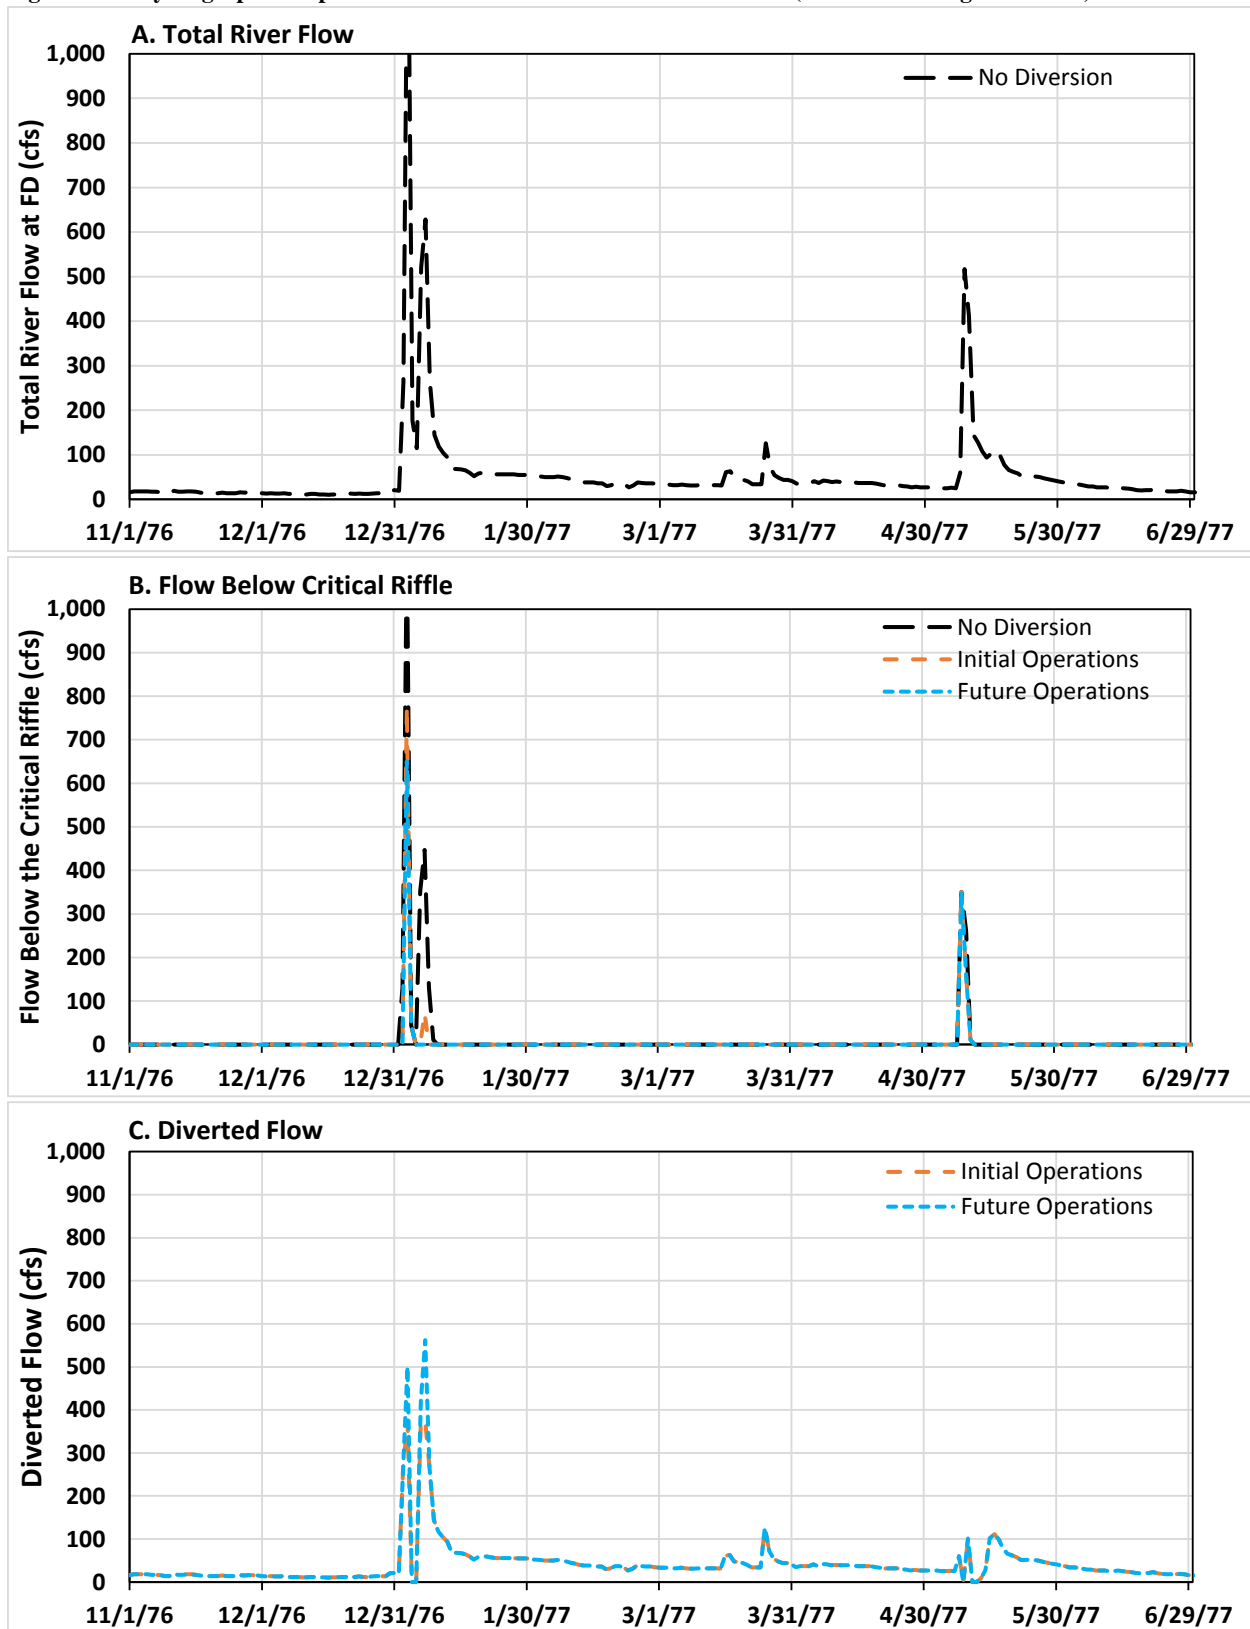 A. Total River Flow
1,000
900
800
700
600
500
400
300
200
100
0
Total River Flow at FD (cfs)
No Diversion
11/1/76 12/1/76 12/31/76 1/30/77 3/1/77 3/31/77 4/30/77 5/30/77 6/29/77
B. Flow Below Critical Riffle
1,000
900
800
700
600
500
400
300
200
100
0
Flow Below the Critical Riffle (cfs)
No Diversion
Initial Operations
Future Operations
11/1/76 12/1/76 12/31/76 1/30/77 3/1/77 3/31/77 4/30/77 5/30/77 6/29/77
C. Diverted Flow
1,000
900
800
700
600
500
400
300
200
100
0
Diverted Flow (cfs)
Initial Operations
Future Operations
11/1/76 12/1/76 12/31/76 1/30/77 3/1/77 3/31/77 4/30/77 5/30/77 6/29/77